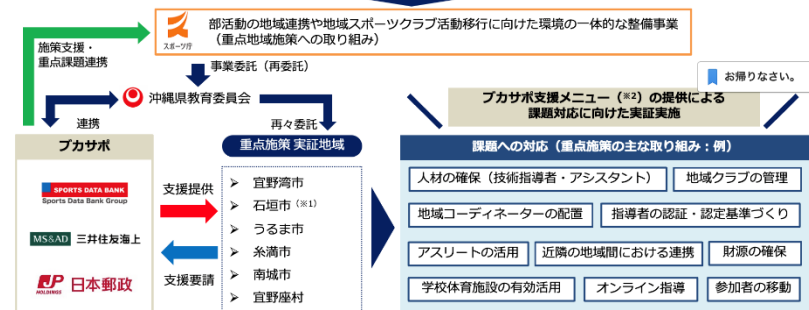 部活動の地域連携や地域スポーツクラブ活動移行に向けた環境の一体的な整備事業
（重点地域施策への取り組み）
スポーツ庁
施策支援・
重点課題連携
事業委託（再委託）
お帰りなさい。
沖縄県教育委員会
連携
再々委託
ブカサポ支援メニュー（※2）の提供による
課題対応に向けた実証実施
ブカサポ
重点施策 実証地域
課題への対応（重点施策の主な取り組み：例）
SPORTS DATA BANK
Sports Data Bank Group
MS&AD 三井住友海上
JP HOLDINGS 日本郵政
支援提供
支援要請
➢ 宜野湾市
➢ 石垣市（※1）
➢ うるま市
➢ 糸満市
➢ 南城市
➢ 宜野座村
人材の確保（技術指導者・アシスタント）
地域クラブの管理
地域コーディネーターの配置
指導者の認証・認定基準づくり
アスリートの活用
近隣の地域間における連携
財源の確保
学校体育施設の有効活用
オンライン指導
参加者の移動